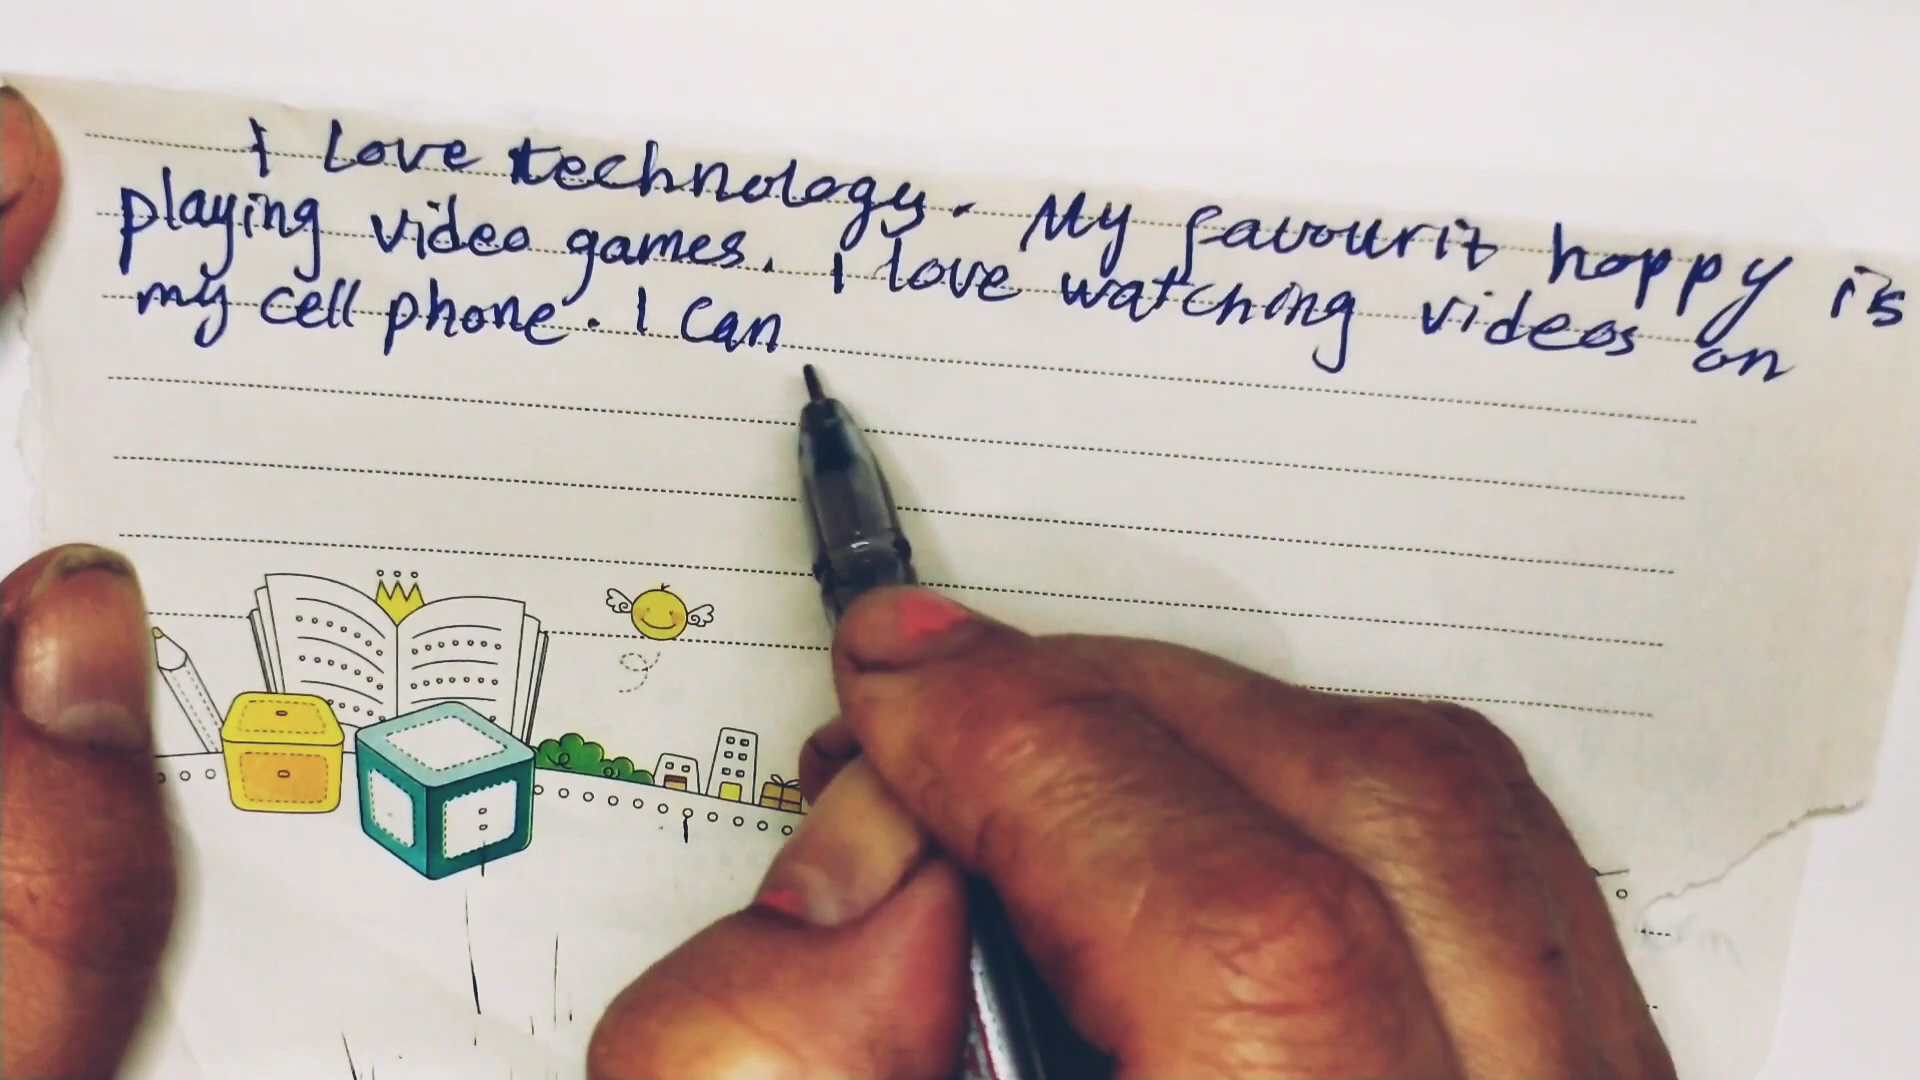 I Love technology. My favourit hoppy is
playing video games. I love watching videos on
my cell phone. I can